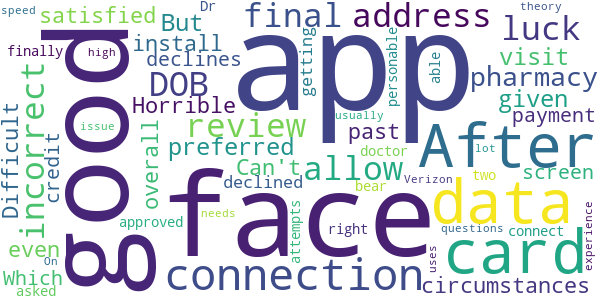 speed
satisfied
Dr
final
address
theory
luck
But
finally
high
install
able
declines
getting
personable
DOB
visit
pharmacy
app
good
incorrect
Difficult
credit
issue
Horrible
given
review
usually
past
payment
After
overall
preferred
Can't
allow
doctor
lot
screen
declined
Verizon
two
face
bear
data
even
needs
approved
attempts
right
questions
connect
experience
Which
On
asked
connection
card
uses
circumstances